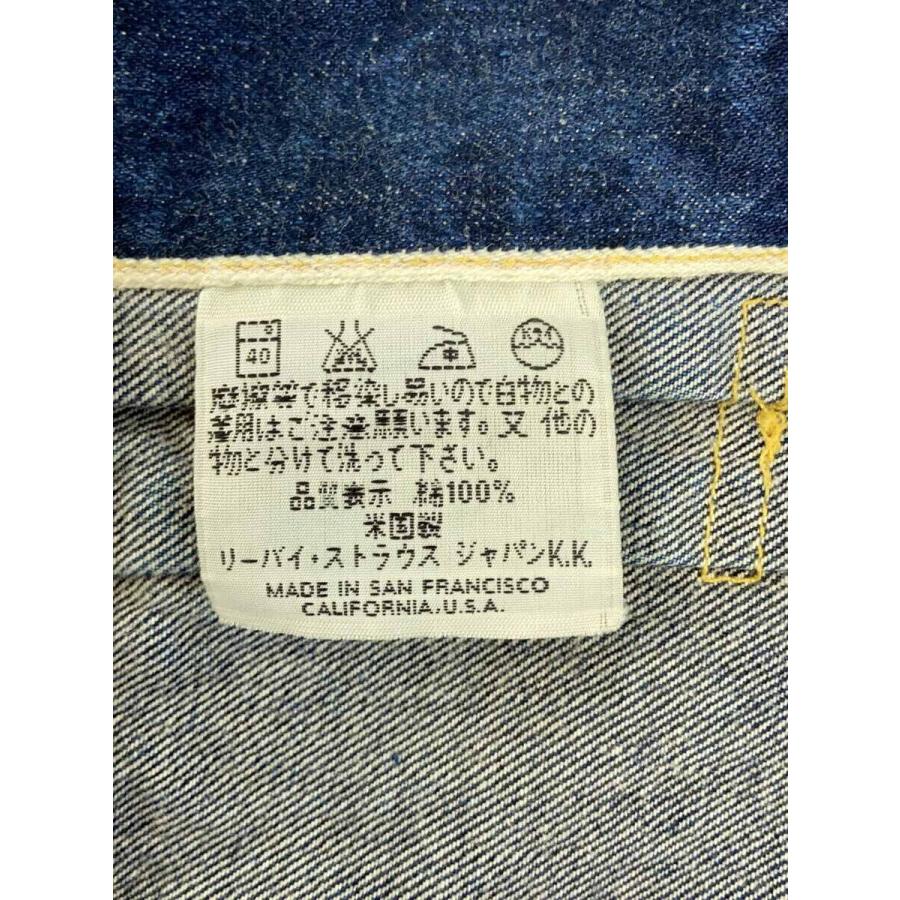 40
摩擦等で移染し易いので白物との
着用はご注意願います。又 他の
物と分けて洗って下さい。
品質表示 綿100%
米国製
リーバイ・ストラウス ジャパンK.K.
MADE IN SAN FRANCISCO
CALIFORNIA,U.S.A.